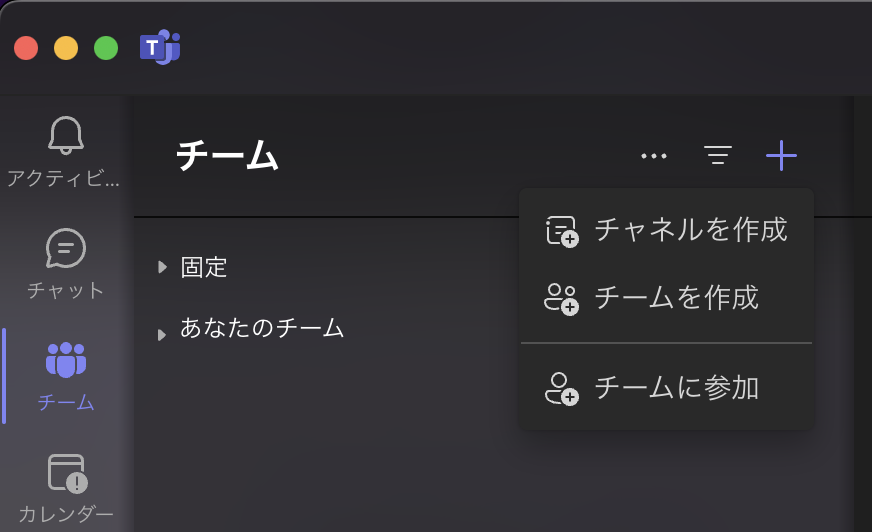 T
アクティビ...
チャット
チーム
カレンダー
チーム
固定
あなたのチーム
チャネルを作成
チームを作成
チームに参加